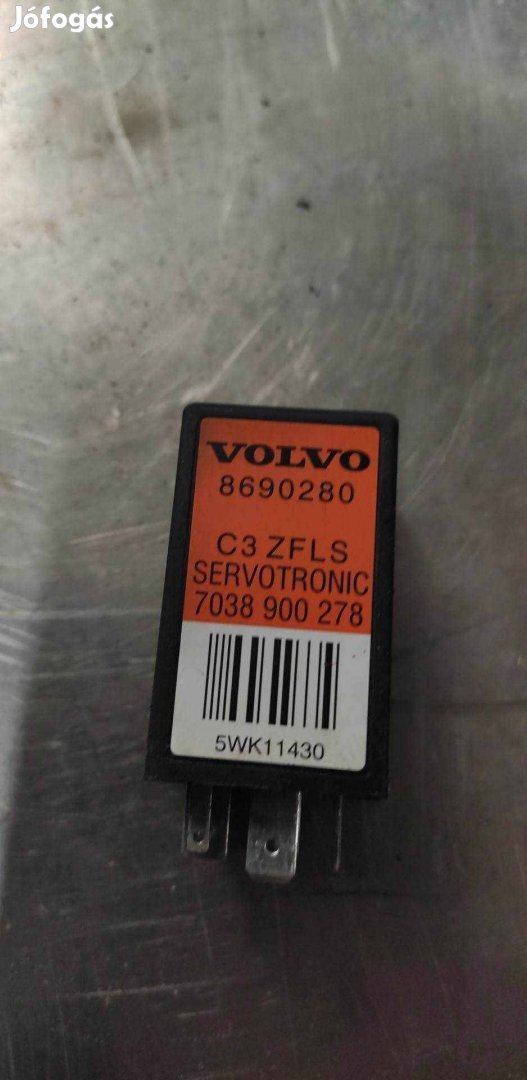 Jófogás
VOLVO
8690280
C3 ZFLS
SERVOTRONIC
7038 900 278
5WK11430